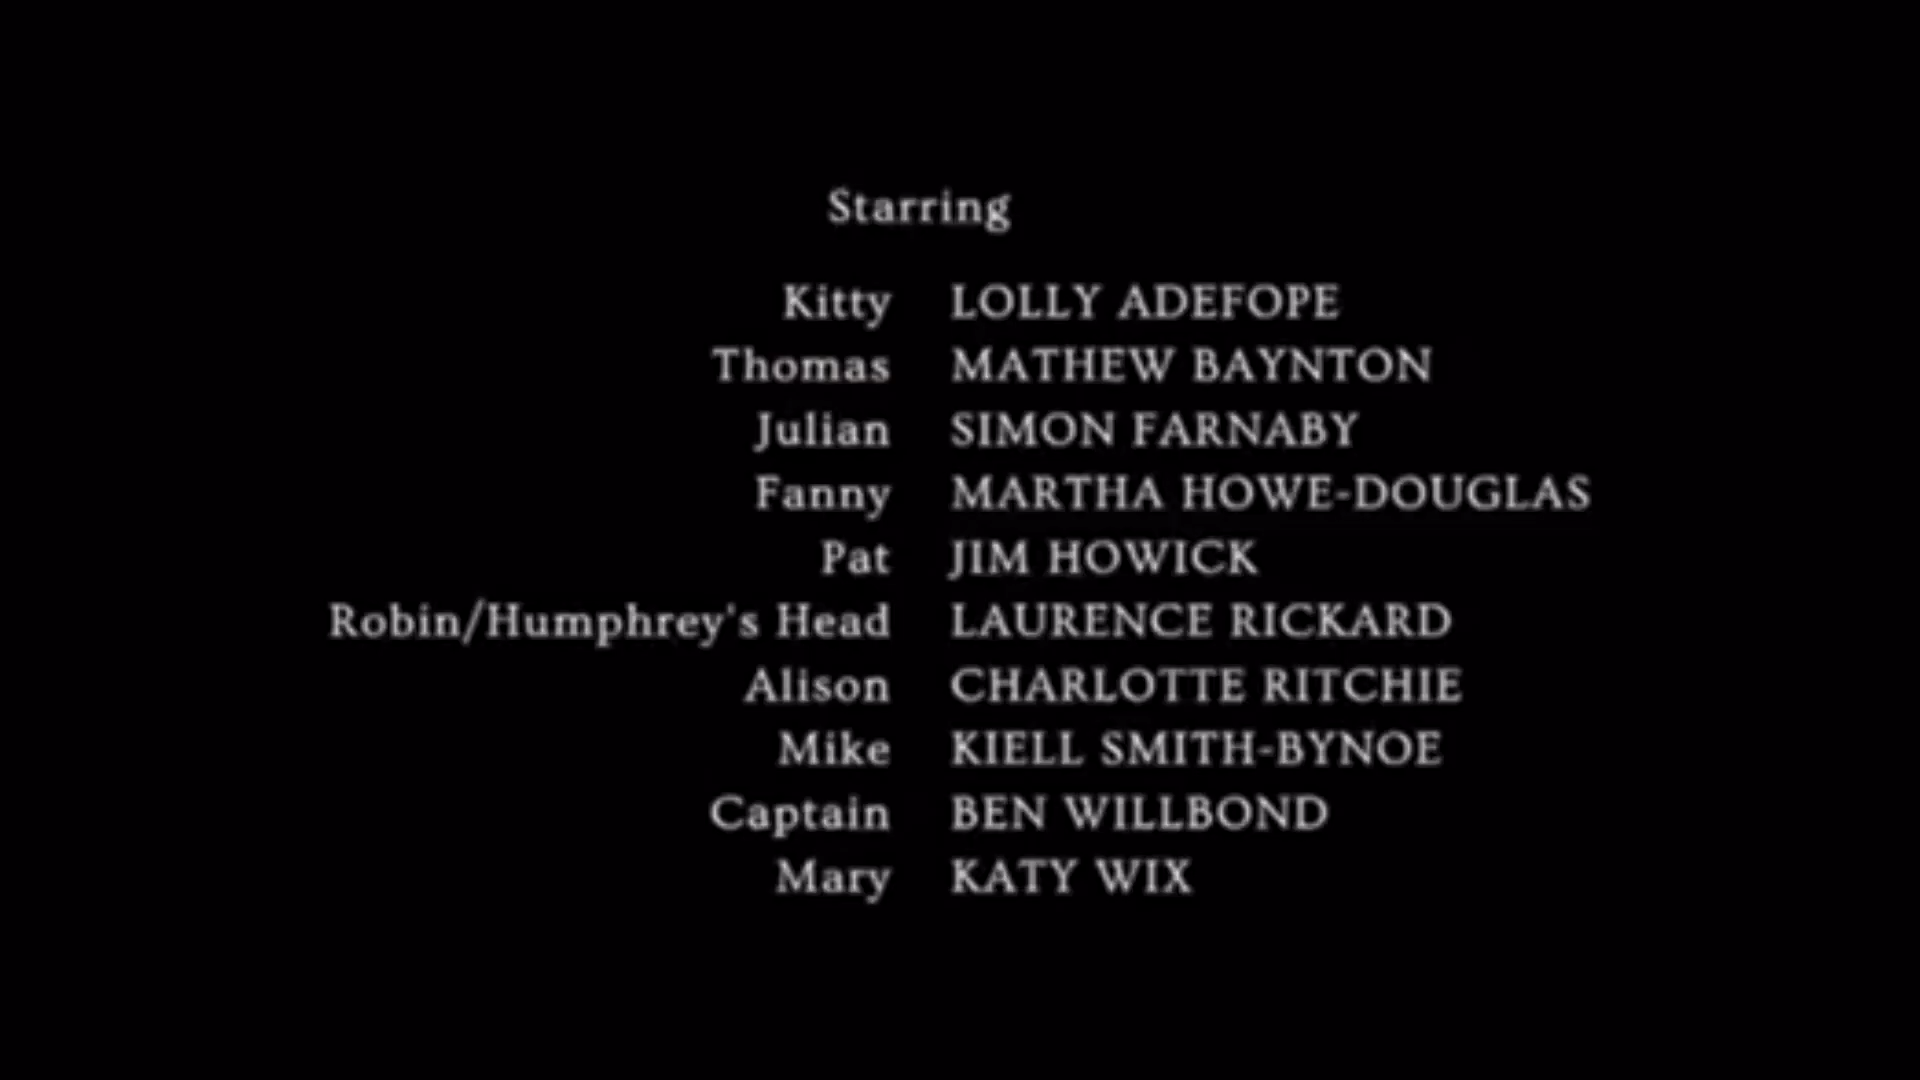 Starring
Kitty LOLLY ADEFOPE
Thomas MATHEW BAYNTON
Julian SIMON FARNABY
Fanny MARTHA HOWE-DOUGLAS
Pat JIM HOWICK
Robin/Humphrey's Head LAURENCE RICKARD
Alison CHARLOTTE RITCHIE
Mike KIELL SMITH-BYNOE
Captain BEN WILLBOND
Mary KATY WIX